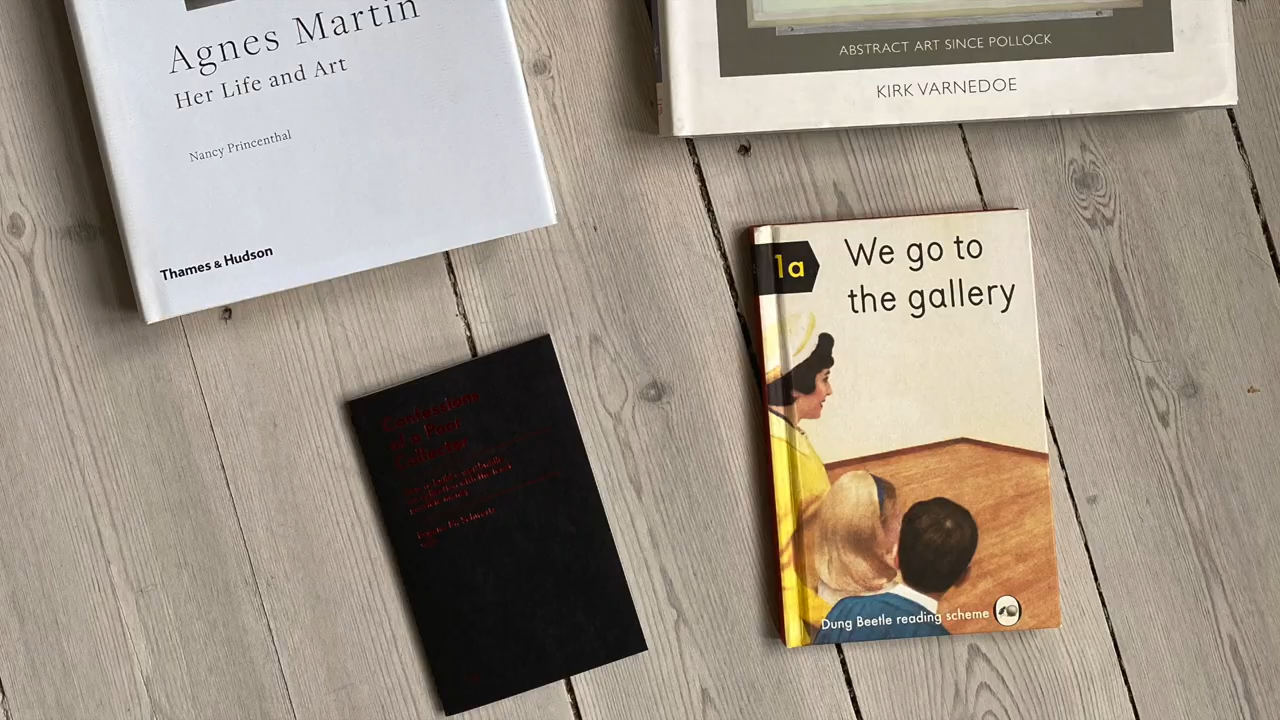 Agnes Martin
Her Life and Art
Nancy Princenthal
Thames & Hudson
ABSTRACT ART SINCE POLLOCK
KIRK VARNEDOE
1a
We go to
the gallery
Dung Beetle reading scheme
Confessions
of a Poor
Collector